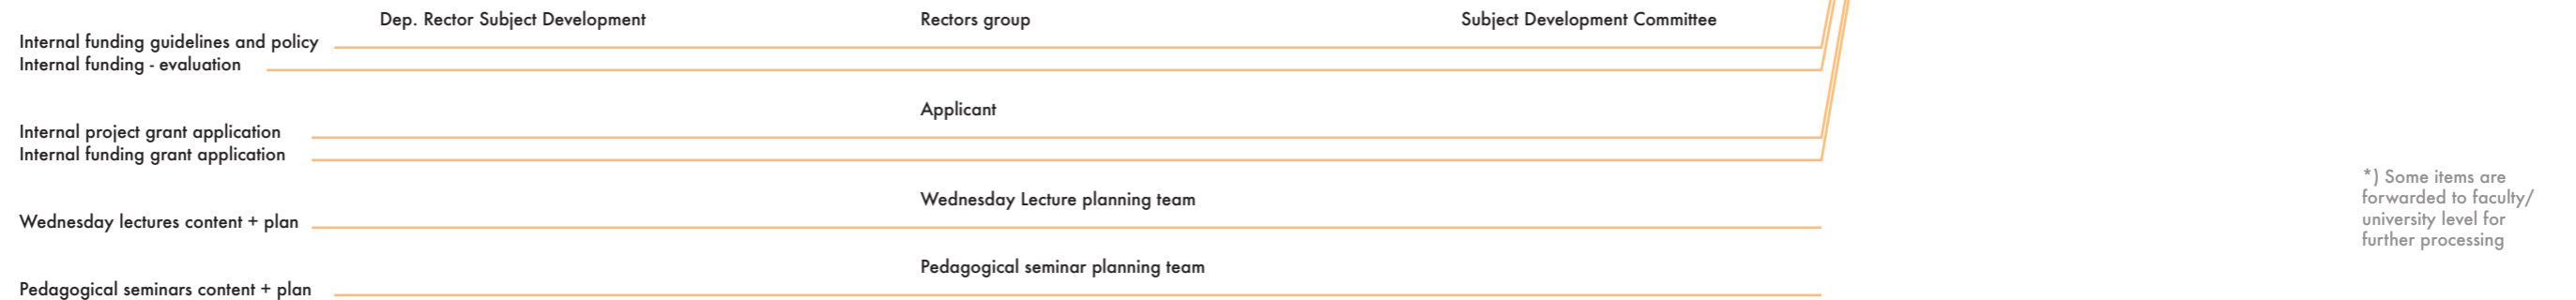 Dep. Rector Subject Development
Rectors group
Subject Development Committee
Internal funding guidelines and policy
Internal funding - evaluation
Applicant
Internal project grant application
Internal funding grant application
Wednesday Lecture planning team
Wednesday lectures content + plan
Pedagogical seminar planning team
Pedagogical seminars content + plan
*) Some items are
forwarded to faculty/
university level for
further processing